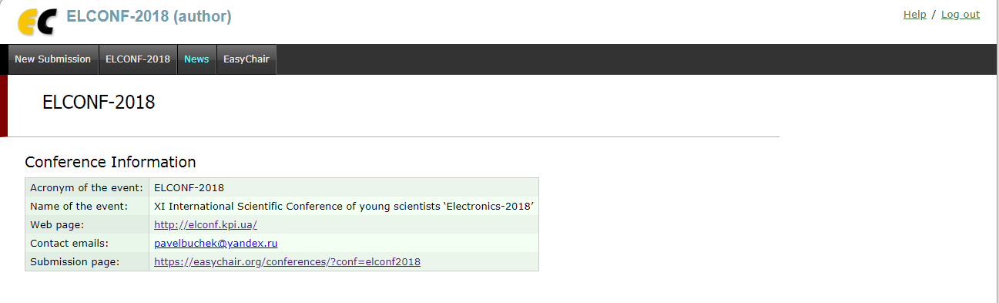 EC ELCONF-2018 (author) Help / Log out
New Submission ELCONF-2018 News EasyChair
ELCONF-2018
Conference Information
Acronym of the event: ELCONF-2018
Name of the event: XI International Scientific Conference of young scientists ‘Electronics-2018’
Web page: http://elconf.kpi.ua/
Contact emails: pavelbuchek@yandex.ru
Submission page: https://easychair.org/conferences/?conf=elconf2018